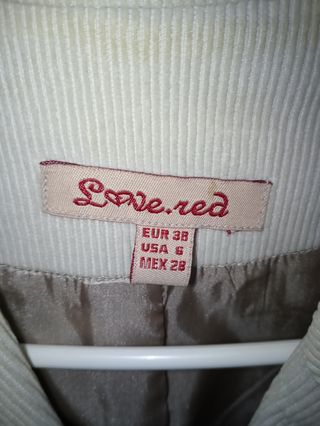 Love.red
EUR 38
USA 6
MEX 28